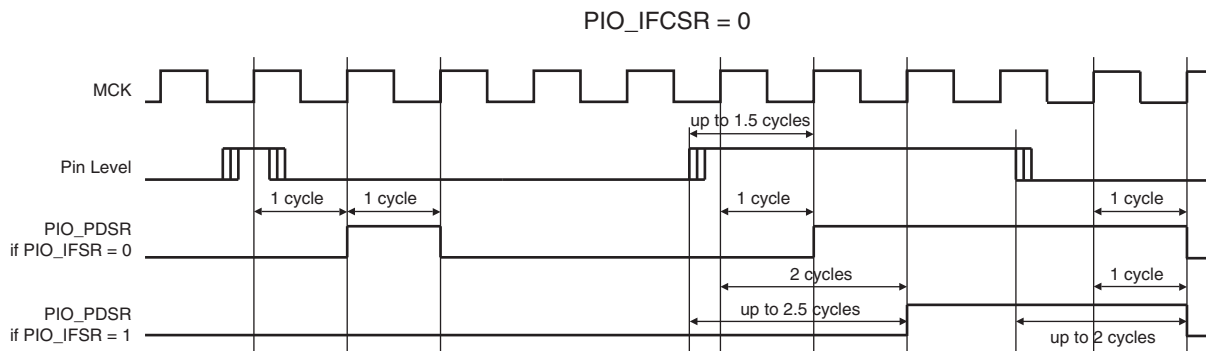 PIO_IFCSR = 0
MCK
up to 1.5 cycles
Pin Level
1 cycle
1 cycle
1 cycle
1 cycle
PIO_PDSR
if PIO_IFSR = 0
2 cycles
1 cycle
PIO_PDSR
if PIO_IFSR = 1
up to 2.5 cycles
up to 2 cycles